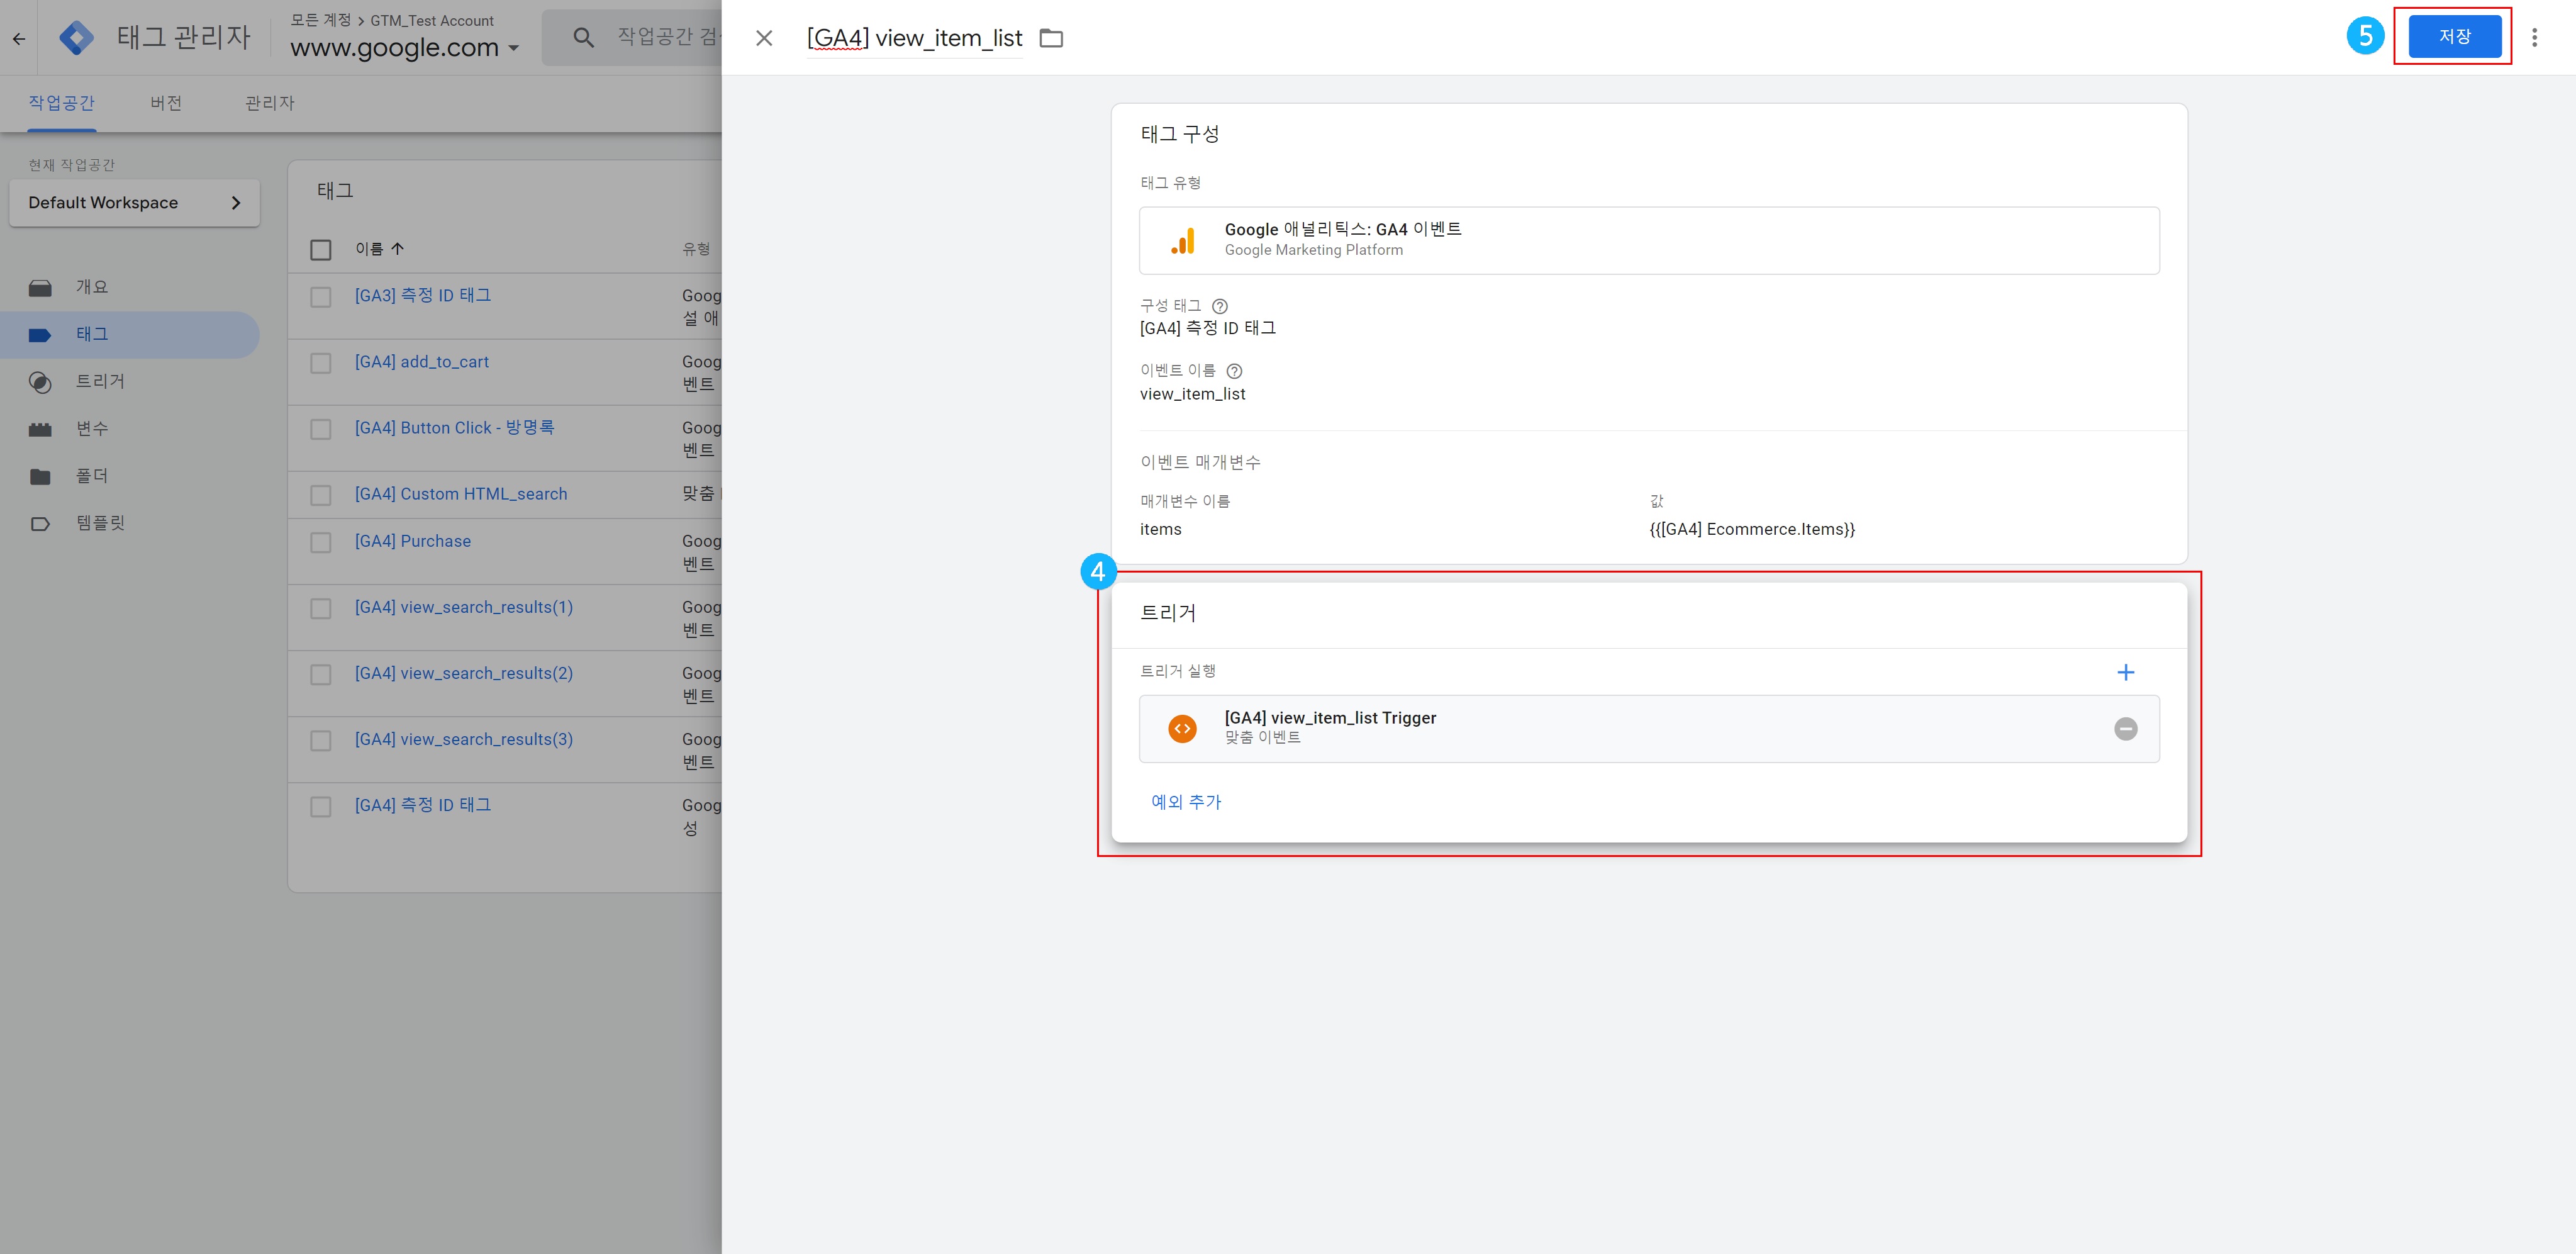 태그 관리자
모든 계정 > GTM_Test Account
www.google.com
작업공간 검
작업공간
버전
관리자
현재 작업공간
Default Workspace
개요
태그
트리거
변수
폴더
템플릿
태그
이름
유형
[GA3] 측정 ID 태그
Goog
설 애
[GA4] add_to_cart
Goog
벤트
[GA4] Button Click - 방명록
Goog
벤트
[GA4] Custom HTML_search
맞춤
[GA4] Purchase
Goog
벤트
[GA4] view_search_results(1)
Goog
벤트
[GA4] view_search_results(2)
Goog
벤트
[GA4] view_search_results(3)
Goog
벤트
[GA4] 측정 ID 태그
Goog
성
[GA4] view_item_list
5
저장
태그 구성
태그 유형
Google 애널리틱스: GA4 이벤트
Google Marketing Platform
구성 태그
[GA4] 측정 ID 태그
이벤트 이름
view_item_list
이벤트 매개변수
매개변수 이름
값
items
{{[GA4] Ecommerce.Items}}
4
트리거
트리거 실행
[GA4] view_item_list Trigger
맞춤 이벤트
예외 추가